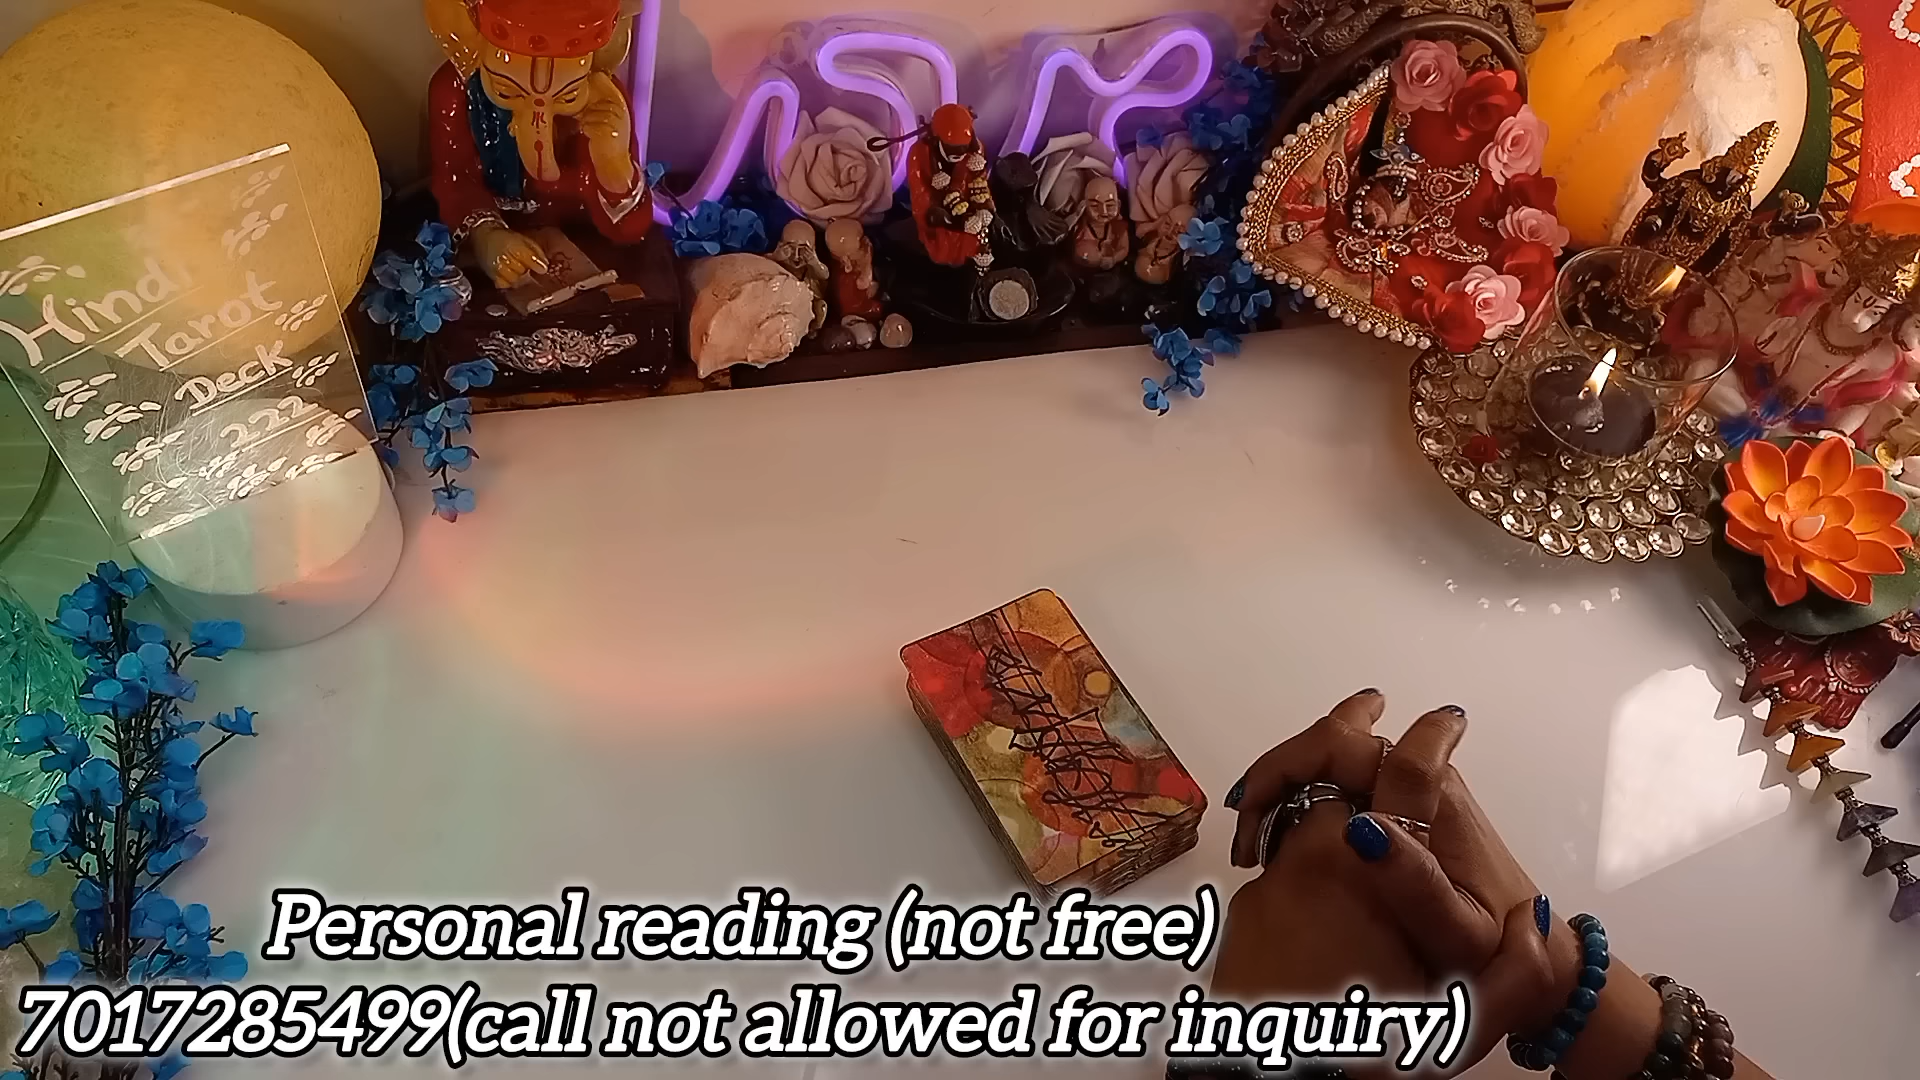 Hindi
Tarot
Deck
222
Personal reading (not free)
7017285499(call not allowed for inquiry)